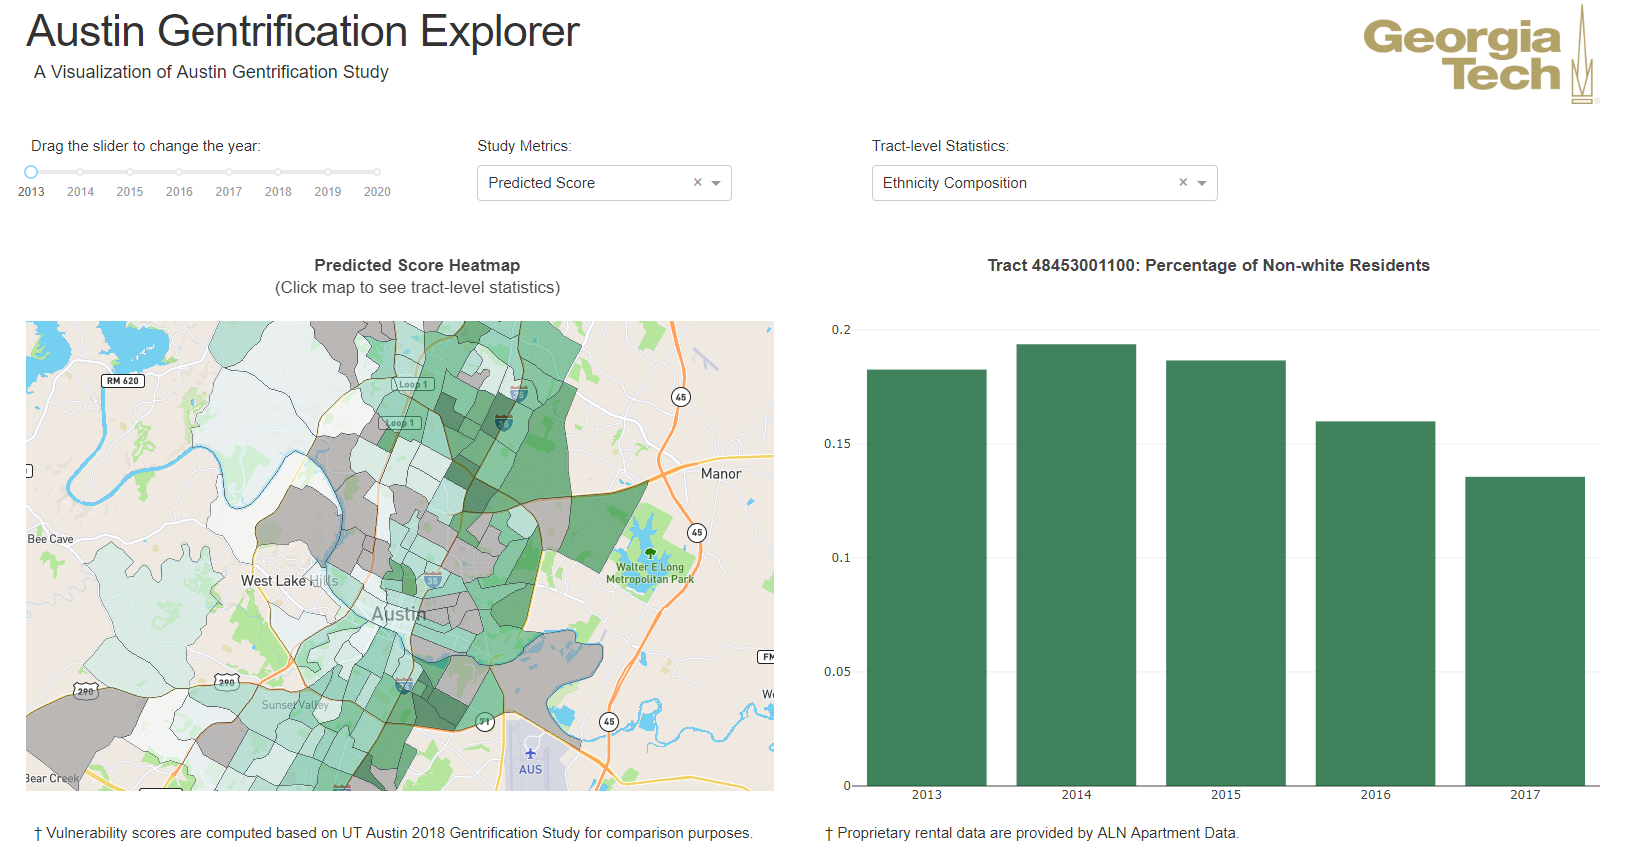 Austin Gentrification Explorer
A Visualization of Austin Gentrification Study
Georgia
Tech
®
Drag the slider to change the year:
2013 2014 2015 2016 2017 2018 2019 2020
Study Metrics:
Predicted Score
×
Tract-level Statistics:
Ethnicity Composition
×
Predicted Score Heatmap
(Click map to see tract-level statistics)
RM 620
Loop 1
35
45
Loop 1
35
Manor
45
Bee Cave
Walter E Long
Metropolitan Park
West Lake Hills
35
Austin
FM
290
290
35
Sunset Valley
71
45
AUS
Bear Creek
Tract 48453001100: Percentage of Non-white Residents
0.2
0.15
0.1
0.05
0
2013 2014 2015 2016 2017
† Vulnerability scores are computed based on UT Austin 2018 Gentrification Study for comparison purposes.
† Proprietary rental data are provided by ALN Apartment Data.